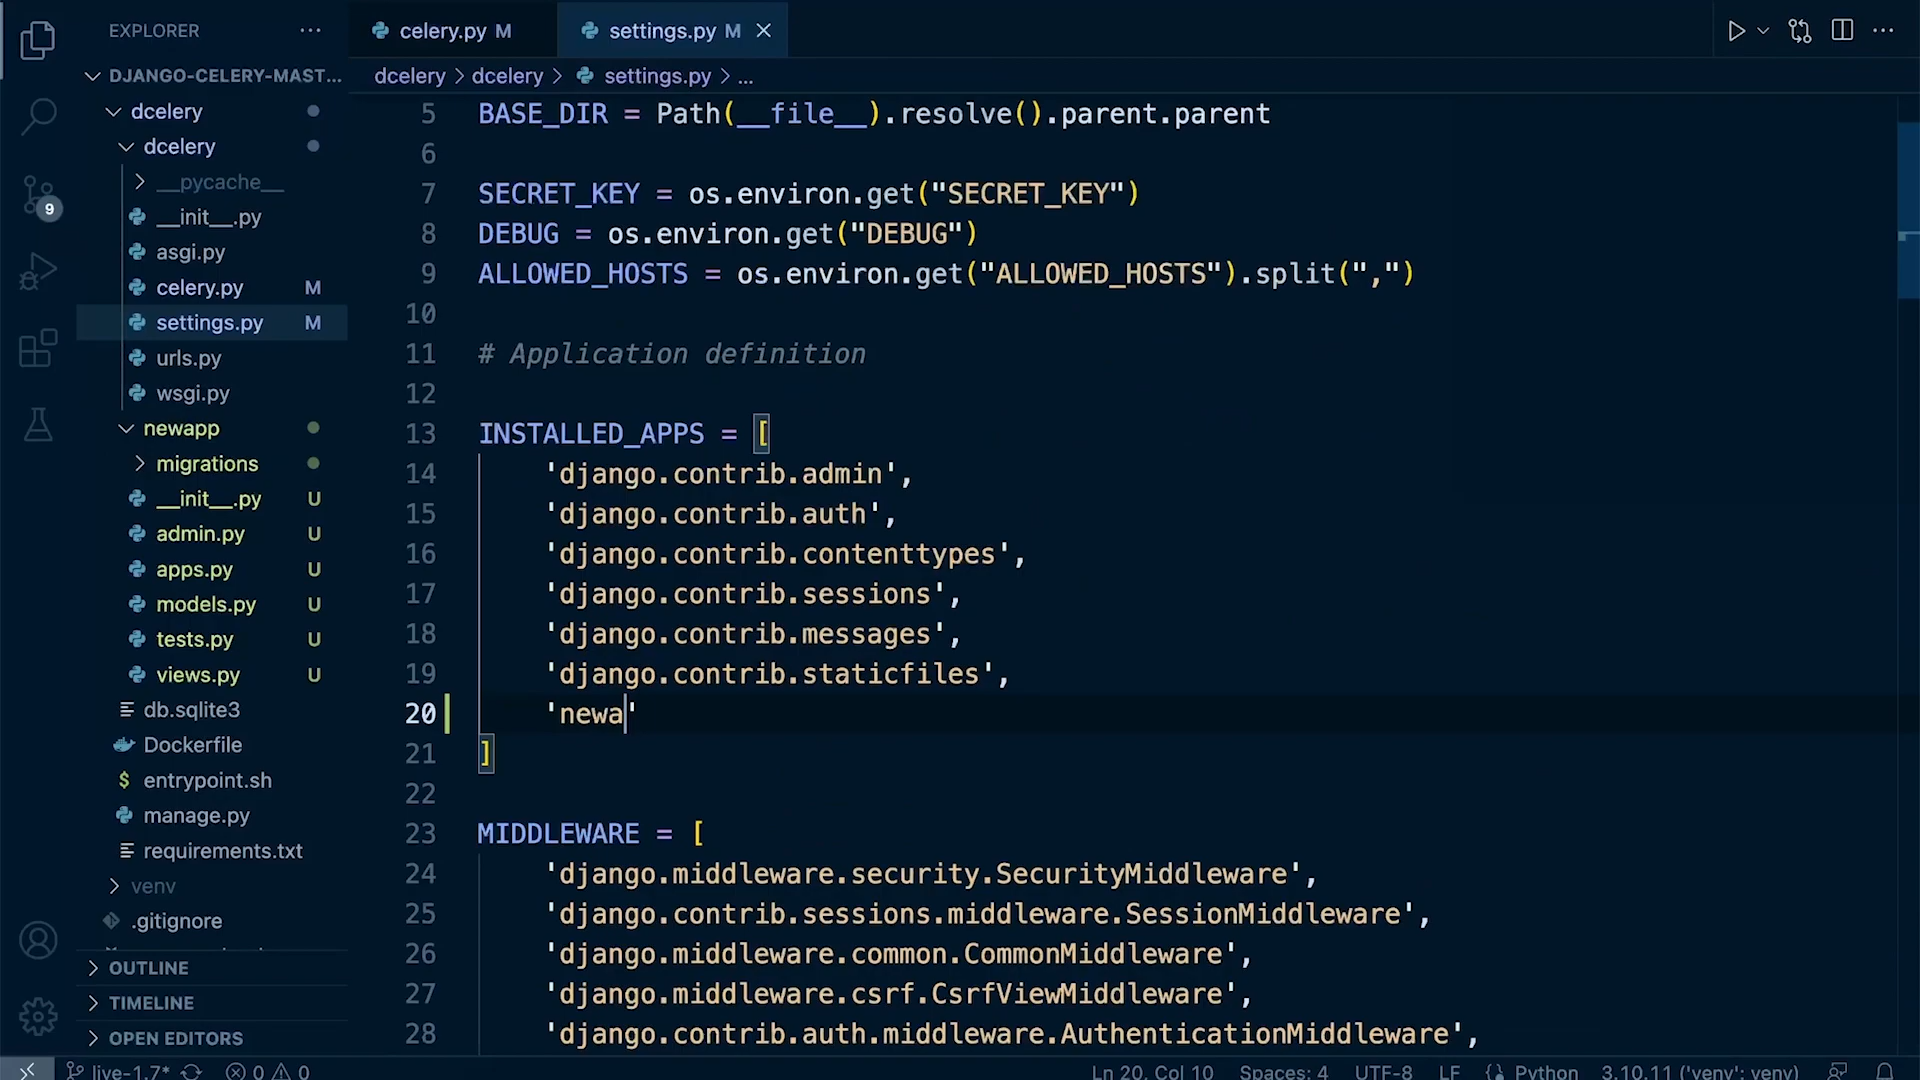 EXPLORER
DJANGO-CELERY-MAST...
dcelery
dcelery
__pycache__
__init__.py
asgi.py
celery.py M
settings.py M
urls.py
wsgi.py
newapp
migrations
__init__.py U
admin.py U
apps.py U
models.py U
tests.py U
views.py U
db.sqlite3
Dockerfile
$ entrypoint.sh
manage.py
requirements.txt
venv
.gitignore
OUTLINE
TIMELINE
OPEN EDITORS
9
celery.py M
settings.py M
dcelery > dcelery > settings.py > ...
5 BASE_DIR = Path(__file__).resolve().parent.parent
6
7 SECRET_KEY = os.environ.get("SECRET_KEY")
8 DEBUG = os.environ.get("DEBUG")
9 ALLOWED_HOSTS = os.environ.get("ALLOWED_HOSTS").split(",")
10
11 # Application definition
12
13 INSTALLED_APPS = [
14 'django.contrib.admin',
15 'django.contrib.auth',
16 'django.contrib.contenttypes',
17 'django.contrib.sessions',
18 'django.contrib.messages',
19 'django.contrib.staticfiles',
20 'newa'
21 ]
22
23 MIDDLEWARE = [
24 'django.middleware.security.SecurityMiddleware',
25 'django.contrib.sessions.middleware.SessionMiddleware',
26 'django.middleware.common.CommonMiddleware',
27 'django.middleware.csrf.CsrfViewMiddleware',
28 'django.contrib.auth.middleware.AuthenticationMiddleware',
live-1.7* 0 0 Ln 20, Col 10 Spaces: 4 UTF-8 LF Python 3.10.11 ('venv': venv)